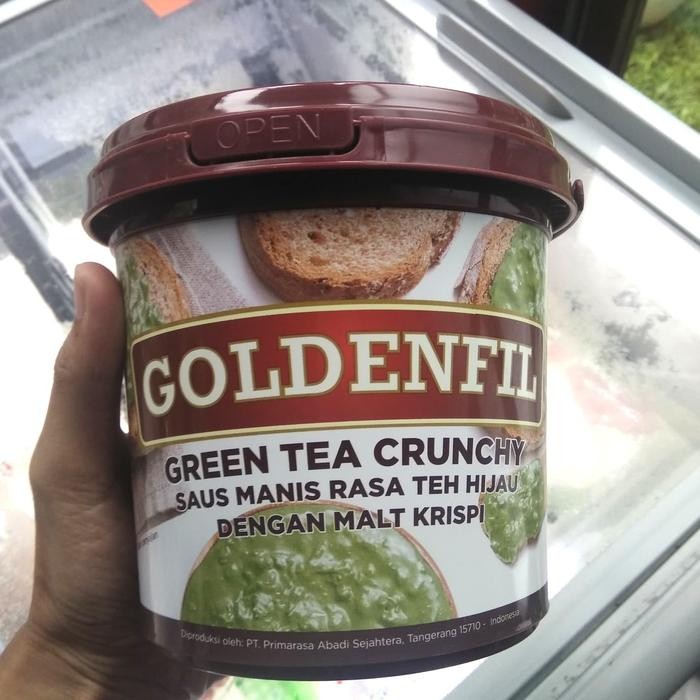 OPEN
GOLDENFIL
GREEN TEA CRUNCHY
SAUS MANIS RASA TEH HIJAU
DENGAN MALT KRISPI
Diproduksi oleh: PT. Primarasa Abadi Sejahtera, Tangerang 15710 - Indonesia